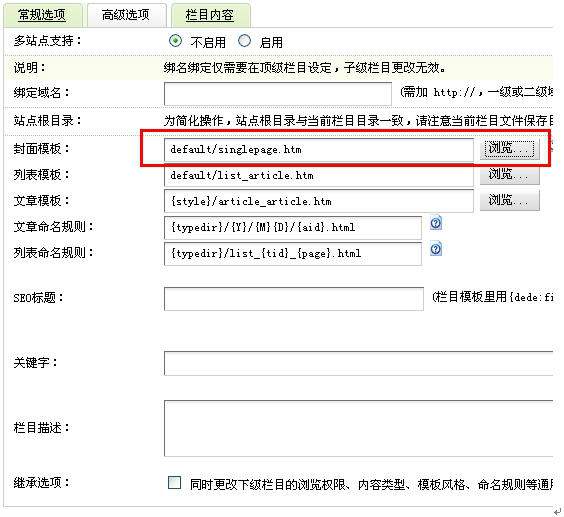 常规选项 高级选项 栏目内容
多站点支持： 不启用 启用
说明： 绑名绑定仅需要在顶级栏目设定，子级栏目更改无效。
绑定域名： (需加 http://，一级或二级域
站点根目录： 为简化操作，站点根目录与当前栏目目录一致，请注意当前栏目文件保存目
封面模板： default/singlepage.htm 浏览...
列表模板： default/list_article.htm 浏览...
文章模板： {style}/article_article.htm 浏览...
文章命名规则： {typedir}/{Y}/{M}{D}/{aid}.html
列表命名规则： {typedir}/list_{tid}_{page}.html
SEO标题： (栏目模板里用{dede:fi
关键字：
栏目描述：
继承选项： 同时更改下级栏目的浏览权限、内容类型、模板风格、命名规则等通用